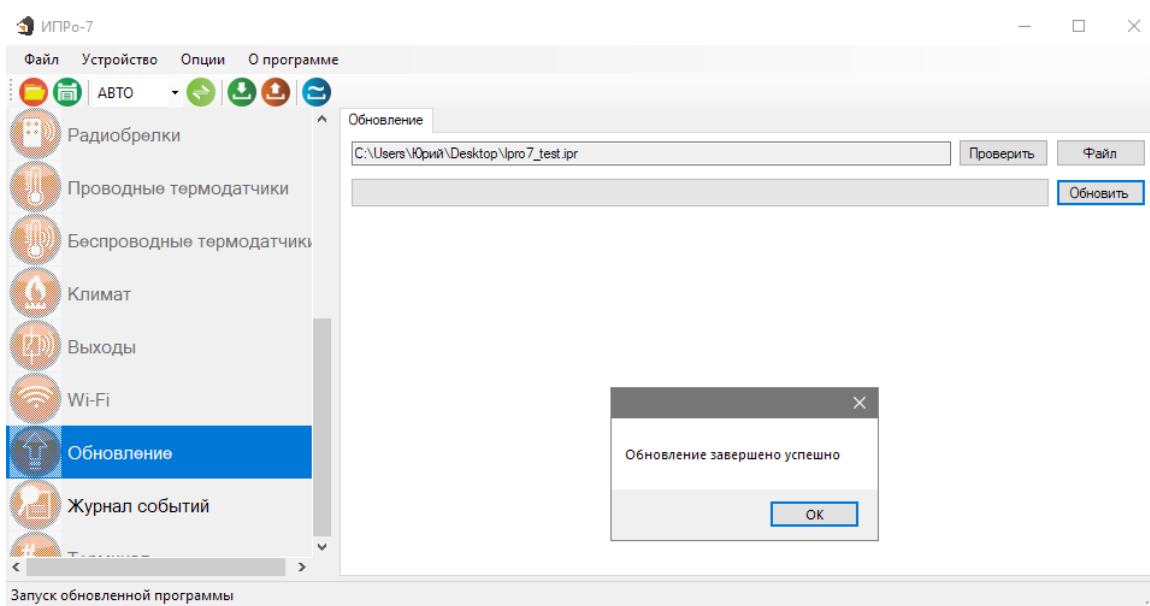 ИПРо-7
Файл Устройство Опции О программе
АВТО
Радиобрелки
Проводные термодатчики
Беспроводные термодатчики
Климат
Выходы
Wi-Fi
Обновление
Журнал событий
Обновление
C:\Users\Юрий\Desktop\Ipro7_test.ipr Проверить Файл
Обновить
Обновление завершено успешно
ОК
Запуск обновленной программы